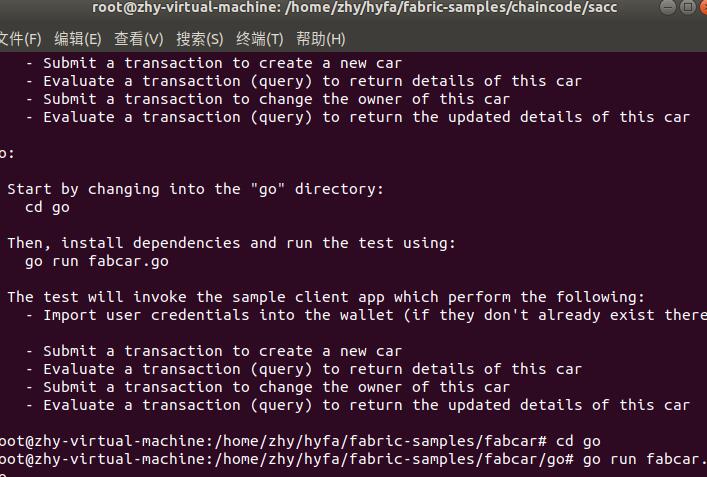 root@zhy-virtual-machine: /home/zhy/hyfa/fabric-samples/chaincode/sacc
文件(F) 编辑(E) 查看(V) 搜索(S) 终端(T) 帮助(H)
- Submit a transaction to create a new car
- Evaluate a transaction (query) to return details of this car
- Submit a transaction to change the owner of this car
- Evaluate a transaction (query) to return the updated details of this car
o:
Start by changing into the "go" directory:
cd go
Then, install dependencies and run the test using:
go run fabcar.go
The test will invoke the sample client app which perform the following:
- Import user credentials into the wallet (if they don't already exist there
- Submit a transaction to create a new car
- Evaluate a transaction (query) to return details of this car
- Submit a transaction to change the owner of this car
- Evaluate a transaction (query) to return the updated details of this car
oot@zhy-virtual-machine:/home/zhy/hyfa/fabric-samples/fabcar# cd go
oot@zhy-virtual-machine:/home/zhy/hyfa/fabric-samples/fabcar/go# go run fabcar.